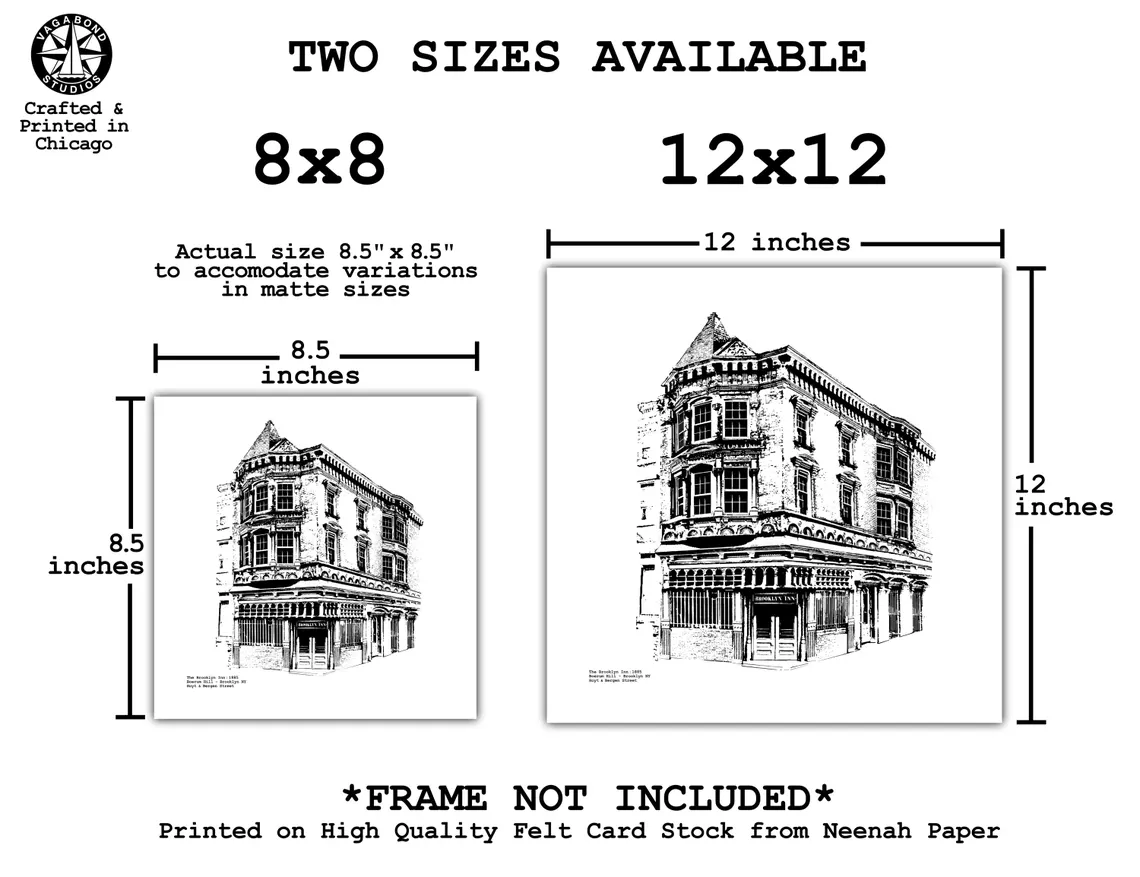 VAGABOND
STUDIOS
Crafted &
Printed in
Chicago
TWO SIZES AVAILABLE
8x8
12x12
Actual size 8.5" x 8.5"
to accomodate variations
in matte sizes
8.5
inches
8.5
inches
BROOKLYN INN
The Brooklyn Inn:1885
Boerum Hill - Brooklyn NY
Hoyt & Bergen Street
12 inches
12
inches
BROOKLYN INN
The Brooklyn Inn:1885
Boerum Hill - Brooklyn NY
Hoyt & Bergen Street
*FRAME NOT INCLUDED*
Printed on High Quality Felt Card Stock from Neenah Paper